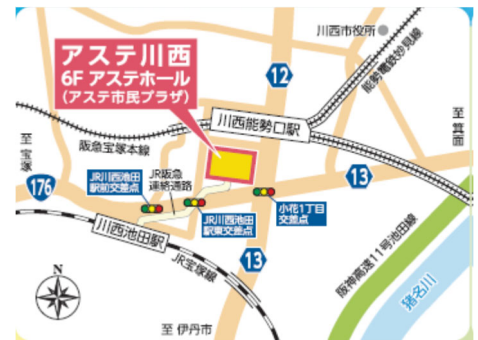 アステ川西
6F アステホール
(アステ市民プラザ)
川西市役所
能勢電鉄妙見線
12
川西能勢口駅
阪急宝塚本線
至 宝塚
至 箕面
176
JR川西池田
駅前交差点
JR阪急
連絡通路
13
JR川西池田
駅東交差点
小花1丁目
交差点
川西池田駅
JR宝塚線
13
阪神高速11号池田線
猪名川
N
至 伊丹市